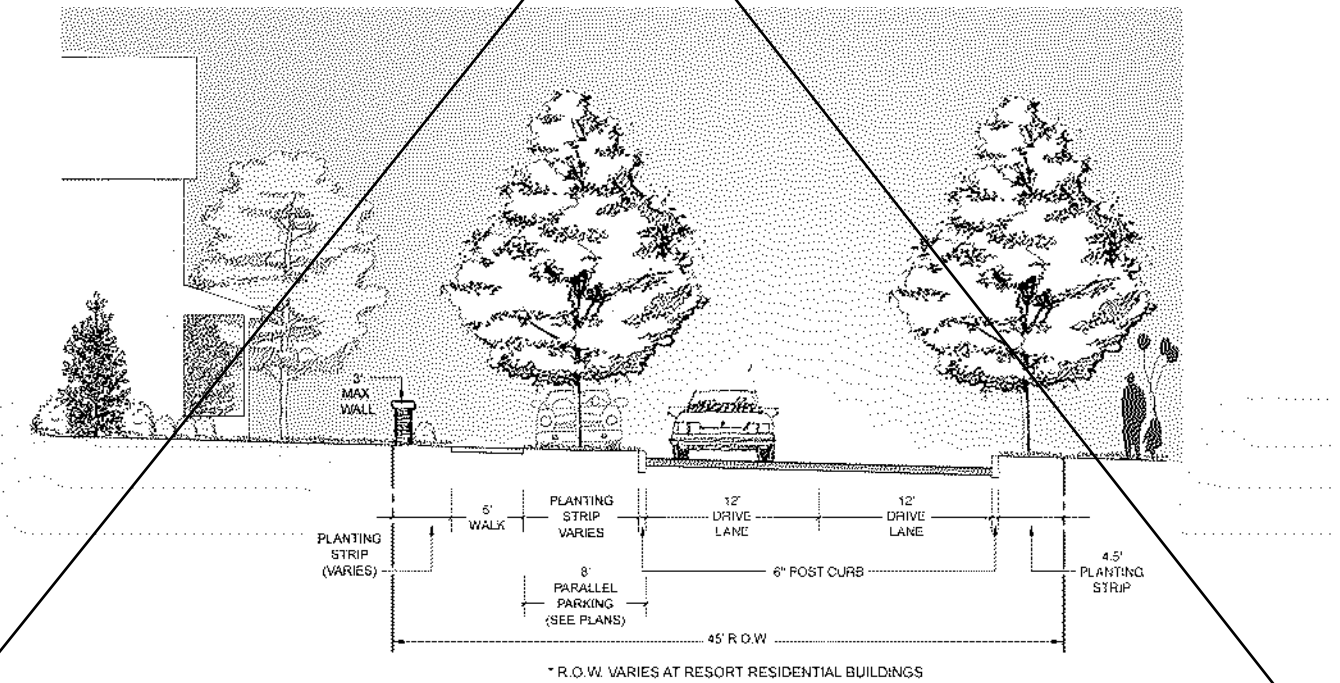 3'
MAX
WALL
5'
WALK
PLANTING
STRIP
VARIES
12'
DRIVE
LANE
12'
DRIVE
LANE
PLANTING
STRIP
(VARIES)
8'
PARALLEL
PARKING
(SEE PLANS)
6" POST CURB
4.5'
PLANTING
STRIP
45' R.O.W
* R.O.W. VARIES AT RESORT RESIDENTIAL BUILDINGS